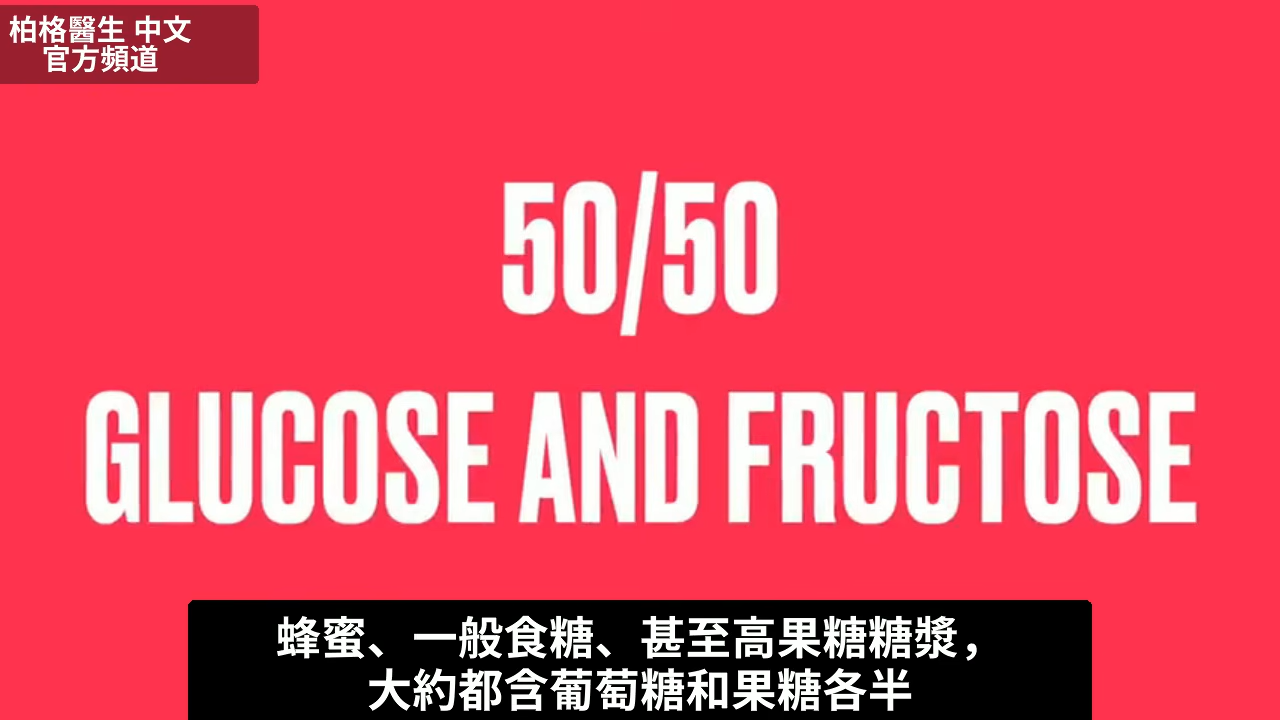 柏格醫生 中文
官方頻道
50/50
GLUCOSE AND FRUCTOSE
蜂蜜、一般食糖、甚至高果糖糖漿，
大約都含葡萄糖和果糖各半